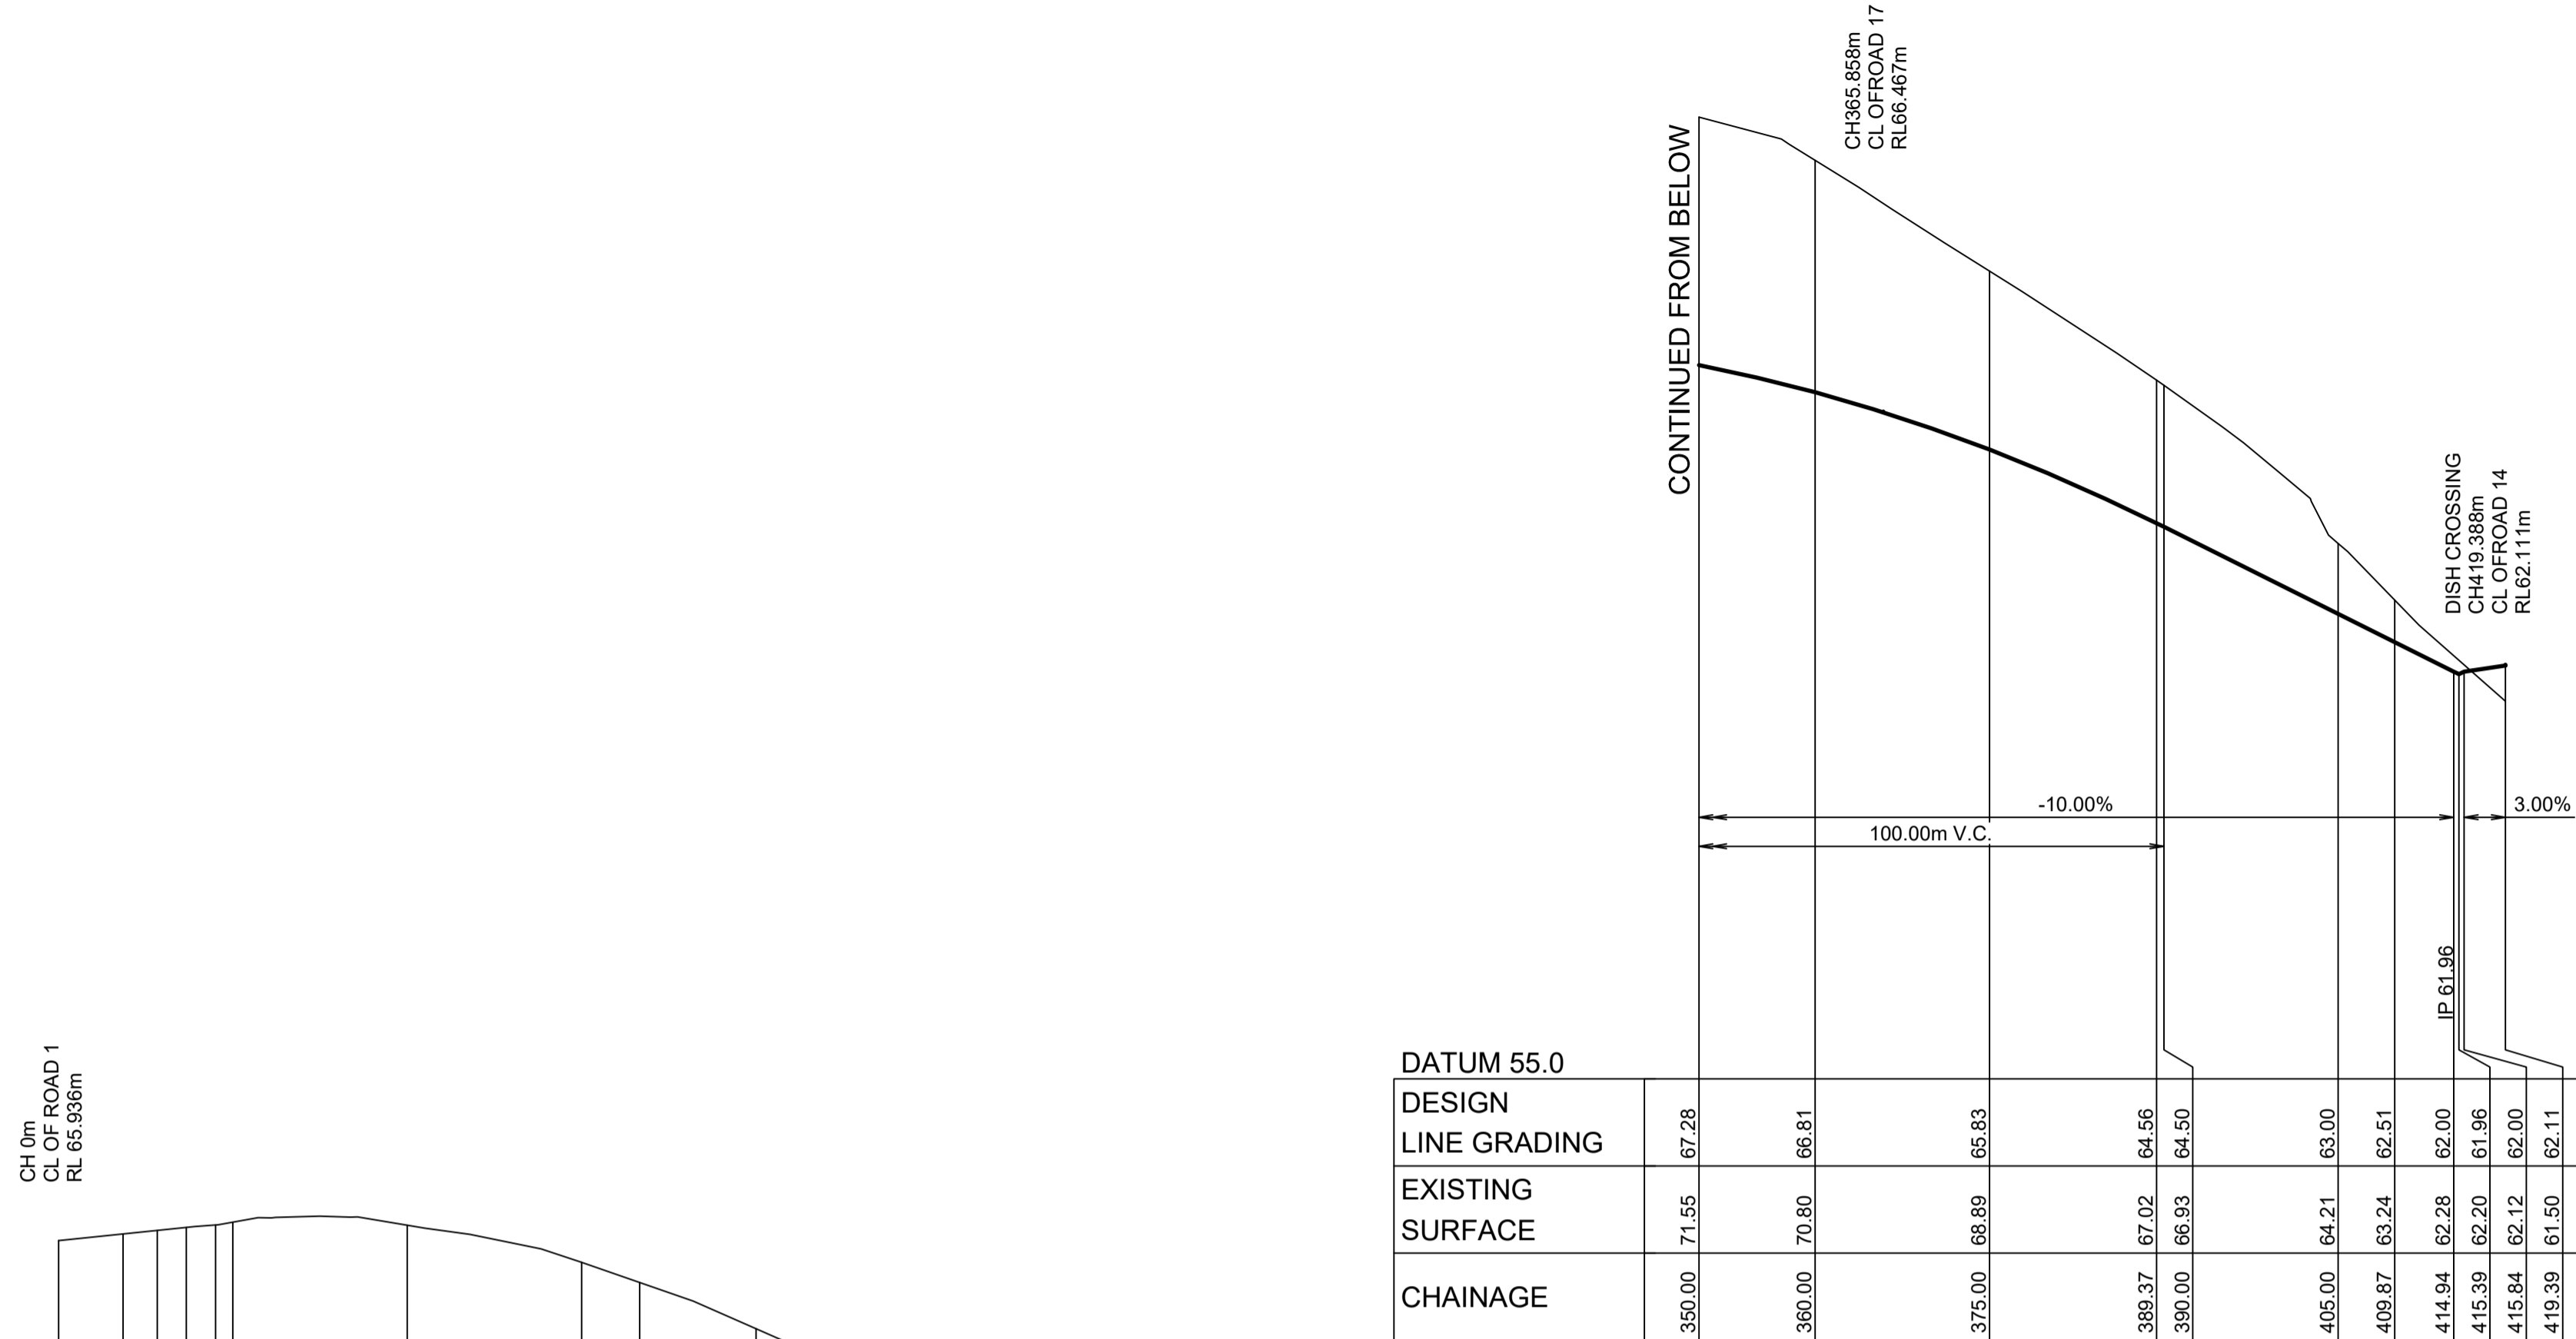 CH365.858m
CL OFROAD 17
RL66.467m
CONTINUED FROM BELOW
DISH CROSSING
CH419.388m
CL OFROAD 14
RL62.111m
-10.00%
3.00%
100.00m V.C.
IP 61.96
CH 0m
CL OF ROAD 1
RL 65.936m
DATUM 55.0
DESIGN
LINE GRADING
67.28 66.81 65.83 64.56 64.50 63.00 62.51 62.00 61.96 62.00 62.11
EXISTING
SURFACE
71.55 70.80 68.89 67.02 66.93 64.21 63.24 62.28 62.20 62.12 61.50
CHAINAGE
350.00 360.00 375.00 389.37 390.00 405.00 409.87 414.94 415.39 415.84 419.39